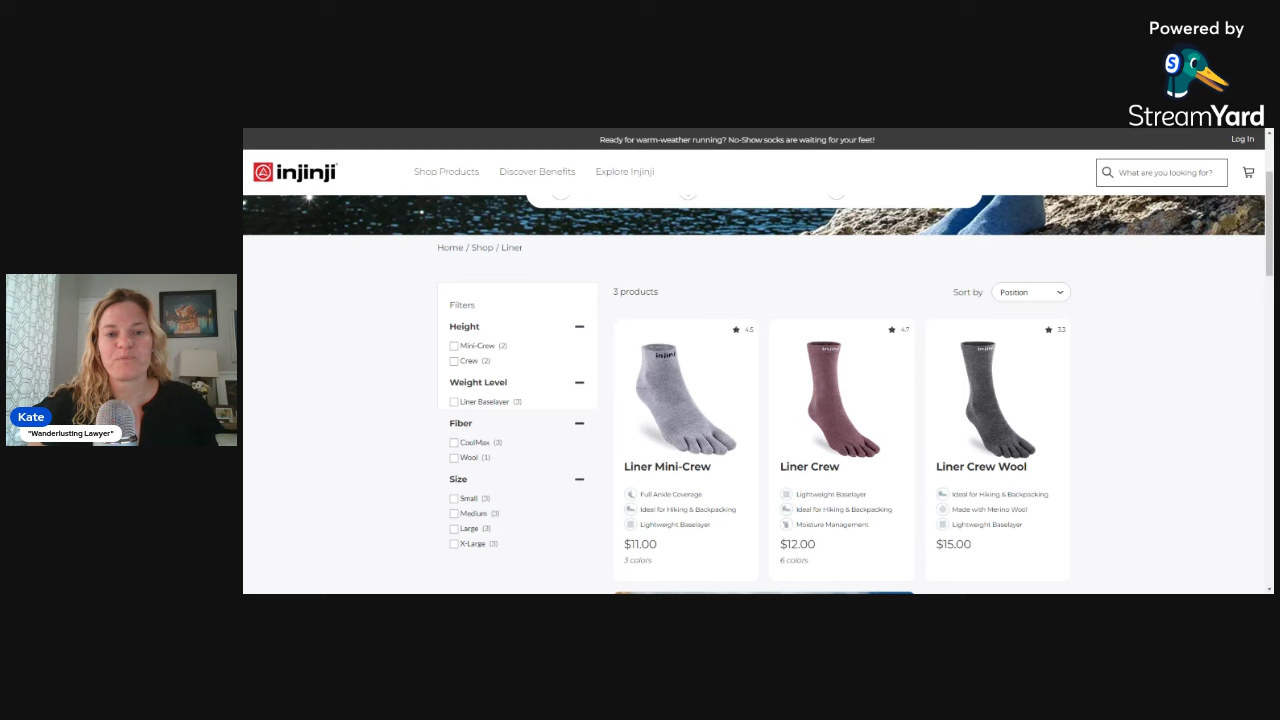 Powered by
StreamYard
Ready for warm-weather running? No-Show socks are waiting for your feet!
Log In
injinji
Shop Products
Discover Benefits
Explore Injinji
What are you looking for?
Home / Shop / Liner
Filters
Height
Mini-Crew (2)
Crew (2)
Weight Level
Liner Baselayer (3)
Fiber
CoolMax (3)
Wool (1)
Size
Small (3)
Medium (3)
Large (3)
X-Large (3)
3 products
Sort by
Position
4.5
injinji
Liner Mini-Crew
Full Ankle Coverage
Ideal for Hiking & Backpacking
Lightweight Baselayer
$11.00
3 colors
4.7
injinji
Liner Crew
Lightweight Baselayer
Ideal for Hiking & Backpacking
Moisture Management
$12.00
6 colors
3.3
injinji
Liner Crew Wool
Ideal for Hiking & Backpacking
Made with Merino Wool
Lightweight Baselayer
$15.00
Kate
"Wanderlusting Lawyer"